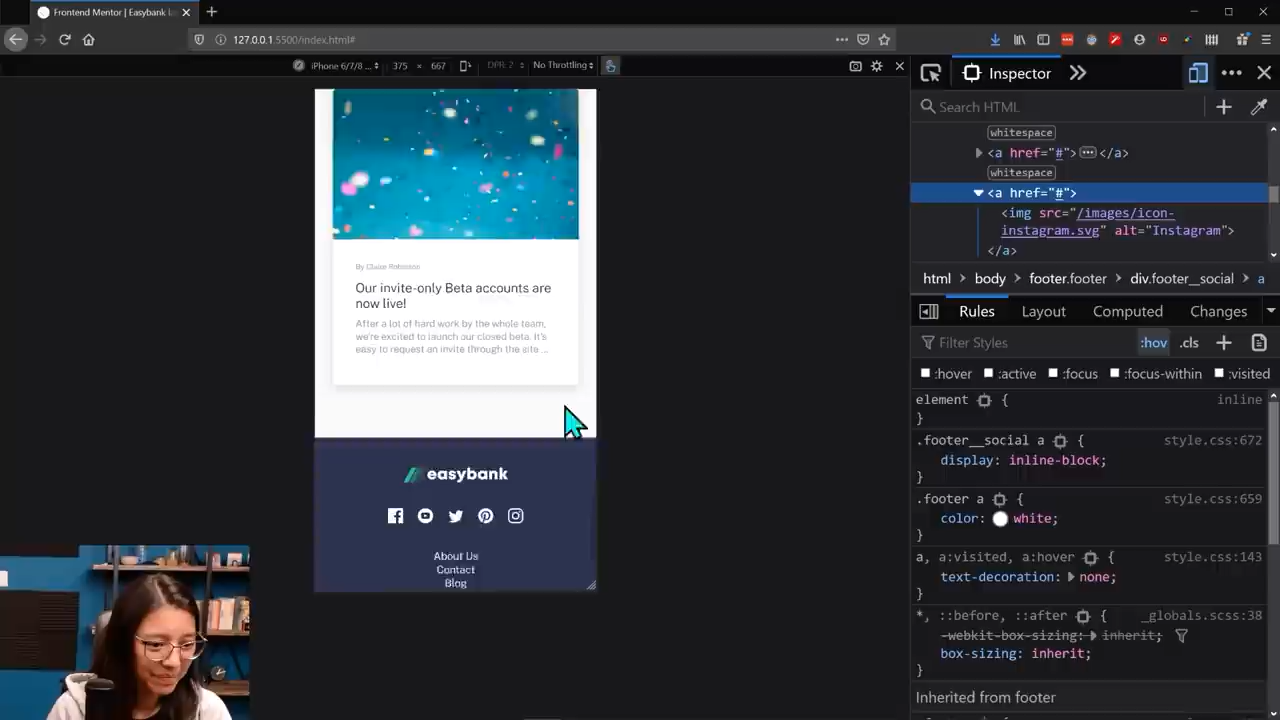 Frontend Mentor | Easybank l
127.0.0.1:5500/index.html#
iPhone 6/7/8 ... 375 × 667 DPR: 2 No Throttling
Inspector
Search HTML
whitespace
<a href="#"> </a>
whitespace
<a href="#">
<img src="/images/icon-
instagram.svg" alt="Instagram">
</a>
html > body > footer.footer > div.footer__social > a
Rules Layout Computed Changes
Filter Styles :hov .cls
:hover :active :focus :focus-within :visited
element { inline
}
.footer__social a { style.css:672
display: inline-block;
}
.footer a { style.css:659
color: white;
}
a, a:visited, a:hover { style.css:143
text-decoration: none;
}
*, ::before, ::after { _globals.scss:38
-webkit-box-sizing: inherit;
box-sizing: inherit;
}
Inherited from footer
By Claire Robinson
Our invite-only Beta accounts are
now live!
After a lot of hard work by the whole team,
we're excited to launch our closed beta. It's
easy to request an invite through the site ...
easybank
About Us
Contact
Blog